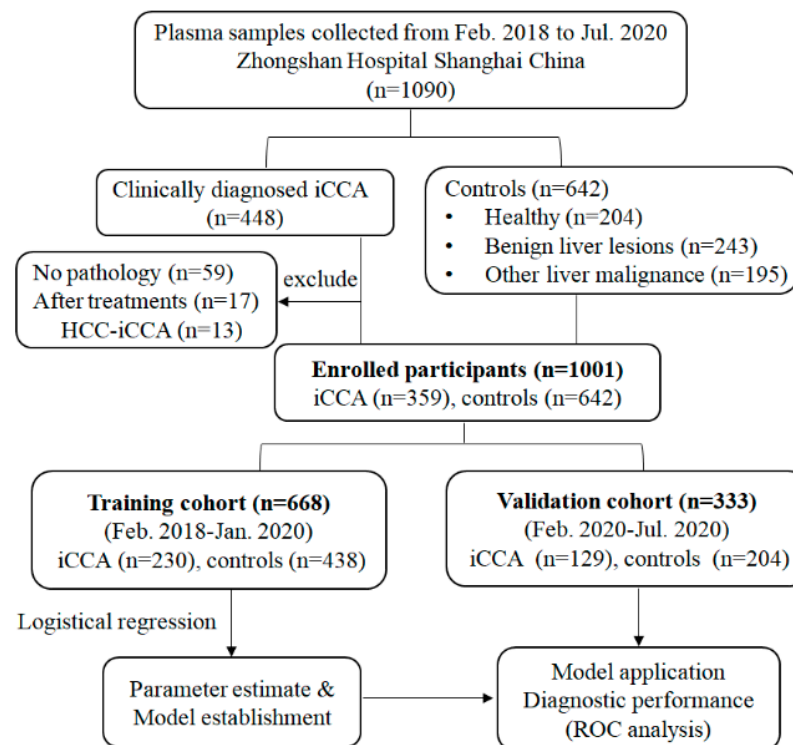 Plasma samples collected from Feb. 2018 to Jul. 2020
Zhongshan Hospital Shanghai China
(n=1090)
Clinically diagnosed iCCA
(n=448)
Controls (n=642)
• Healthy (n=204)
• Benign liver lesions (n=243)
• Other liver malignance (n=195)
No pathology (n=59)
After treatments (n=17)
HCC-iCCA (n=13)
exclude
Enrolled participants (n=1001)
iCCA (n=359), controls (n=642)
Training cohort (n=668)
(Feb. 2018-Jan. 2020)
iCCA (n=230), controls (n=438)
Validation cohort (n=333)
(Feb. 2020-Jul. 2020)
iCCA (n=129), controls (n=204)
Logistical regression
Parameter estimate &
Model establishment
Model application
Diagnostic performance
(ROC analysis)